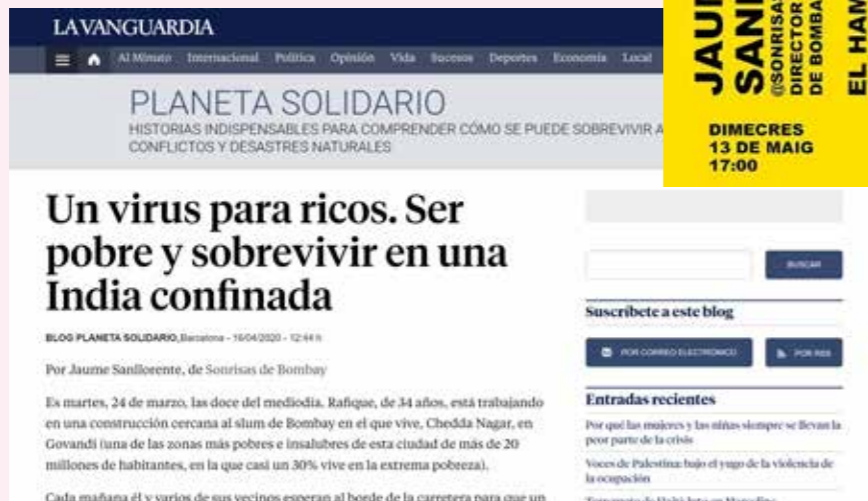 LA VANGUARDIA
Al Minuto Internacional Política Opinión Vida Sucesos Deportes Economía Local
PLANETA SOLIDARIO
HISTORIAS INDISPENSABLES PARA COMPRENDER CÓMO SE PUEDE SOBREVIVIR A
CONFLICTOS Y DESASTRES NATURALES
Un virus para ricos. Ser
pobre y sobrevivir en una
India confinada
BLOG PLANETA SOLIDARIO, Barcelona - 16/04/2020 - 12:44 h
Por Jaume Sanllorente, de Sonrisas de Bombay
Es martes, 24 de marzo, las doce del mediodía. Rafique, de 34 años, está trabajando
en una construcción cercana al slum de Bombay en el que vive, Chedda Nagar, en
Govandi (una de las zonas más pobres e insalubres de esta ciudad de más de 20
millones de habitantes, en la que casi un 30% vive en la extrema pobreza).
Cada mañana él y varios de sus vecinos esperan al borde de la carretera para que un
BUSCAR
Suscríbete a este blog
POR CORREO ELECTRÓNICO
POR RSS
Entradas recientes
Por qué las mujeres y las niñas siempre se llevan la
peor parte de la crisis
Voces de Palestina: bajo el yugo de la violencia de
la ocupación
JAU
SAN
@SONRISAS
DIRECTOR
DE BOMBA
EL HAM
DIMECRES
13 DE MAIG
17:00